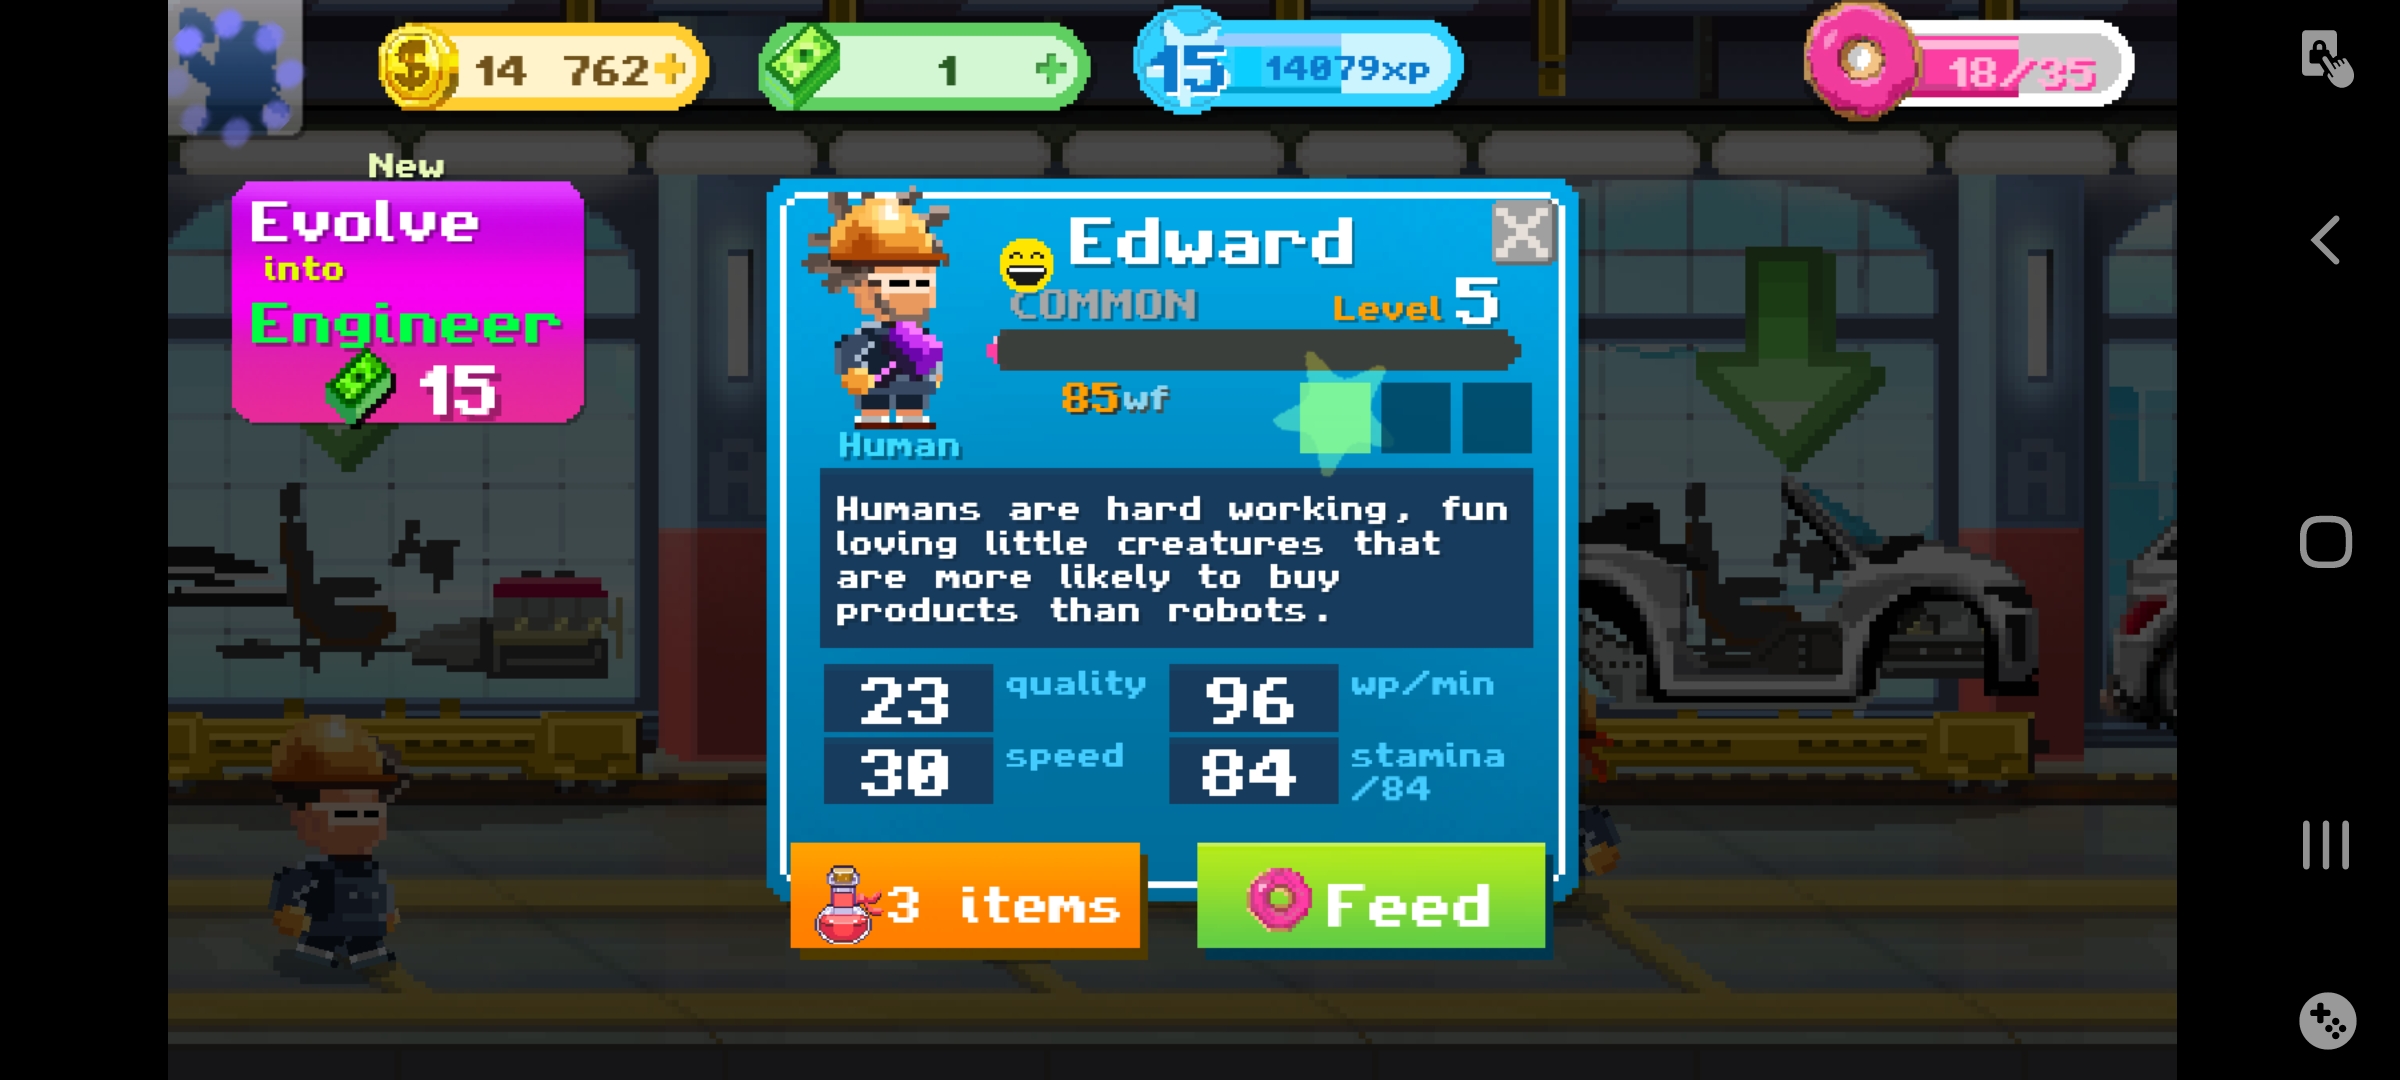 14 762
1
15
14079xp
18/35
New
Evolve
into
Engineer
15
Edward
COMMON
Level 5
85wf
Human
Humans are hard working, fun
loving little creatures that
are more likely to buy
products than robots.
23 quality
96 wp/min
30 speed
84 stamina
/84
3 items
Feed